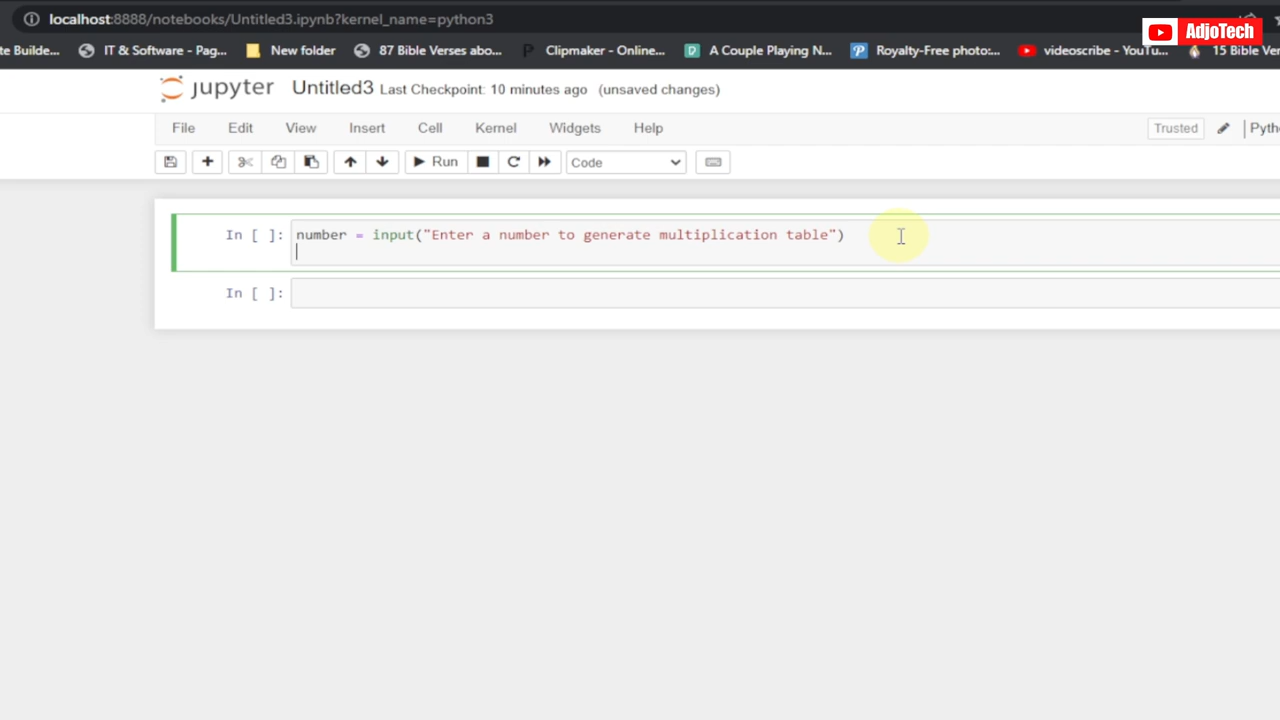 localhost:8888/notebooks/Untitled3.ipynb?kernel_name=python3
AdjoTech
te Builde... IT & Software - Pag... New folder 87 Bible Verses abo... Clipmaker - Online... A Couple Playing N... Royalty-Free photo:... videoscribe - YouTu... 15 Bible Ver
jupyter Untitled3 Last Checkpoint: 10 minutes ago (unsaved changes)
File Edit View Insert Cell Kernel Widgets Help Trusted Pyth
Run Code
In [ ]: number = input("Enter a number to generate multiplication table")
In [ ]: